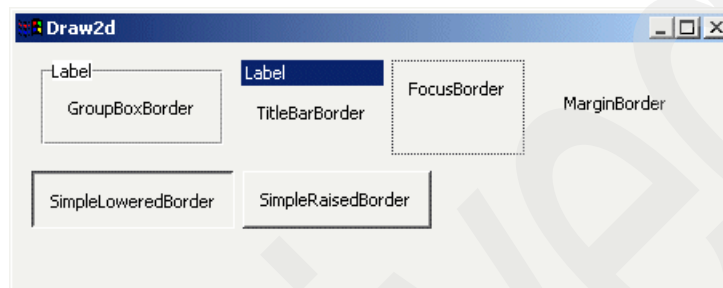 Draw2d
Label
GroupBoxBorder
Label
TitleBarBorder
FocusBorder
MarginBorder
SimpleLoweredBorder
SimpleRaisedBorder